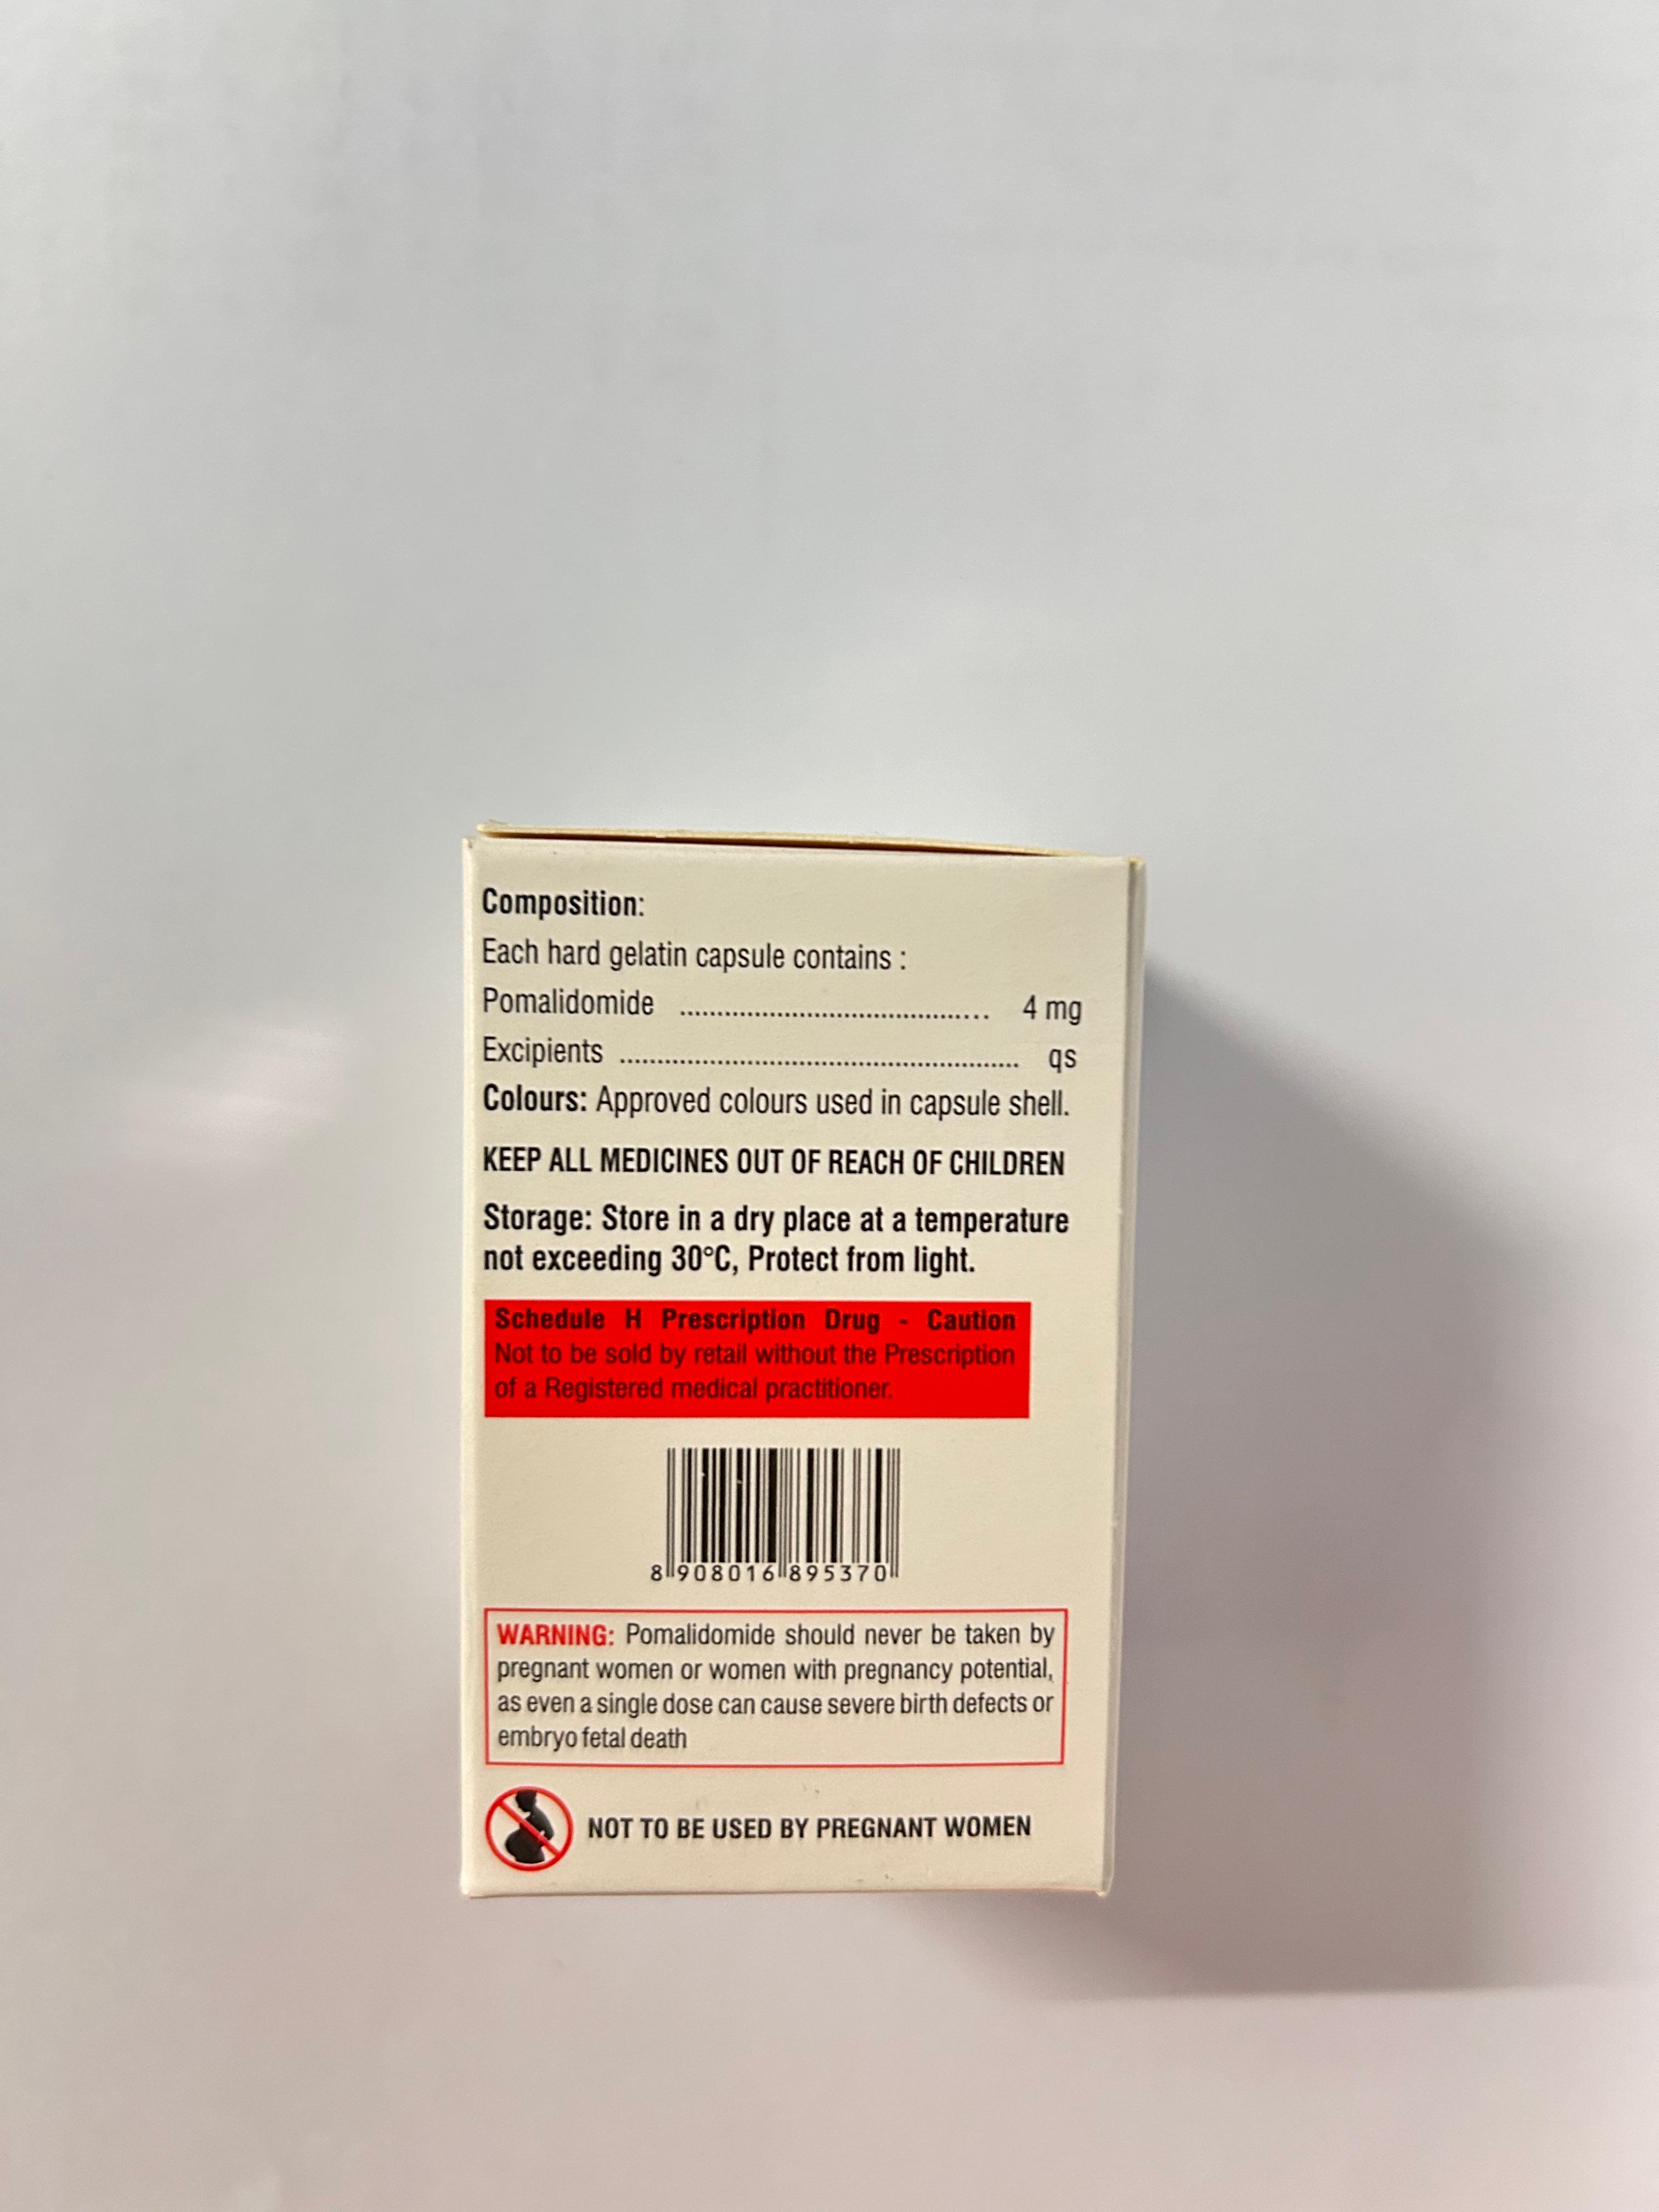 Composition:
Each hard gelatin capsule contains :
Pomalidomide ........................................ 4 mg
Excipients ..................................................... qs
Colours: Approved colours used in capsule shell.
KEEP ALL MEDICINES OUT OF REACH OF CHILDREN
Storage: Store in a dry place at a temperature
not exceeding 30°C, Protect from light.
Schedule H Prescription Drug - Caution
Not to be sold by retail without the Prescription
of a Registered medical practitioner.
8 908016 895370
WARNING: Pomalidomide should never be taken by
pregnant women or women with pregnancy potential,
as even a single dose can cause severe birth defects or
embryo fetal death
NOT TO BE USED BY PREGNANT WOMEN